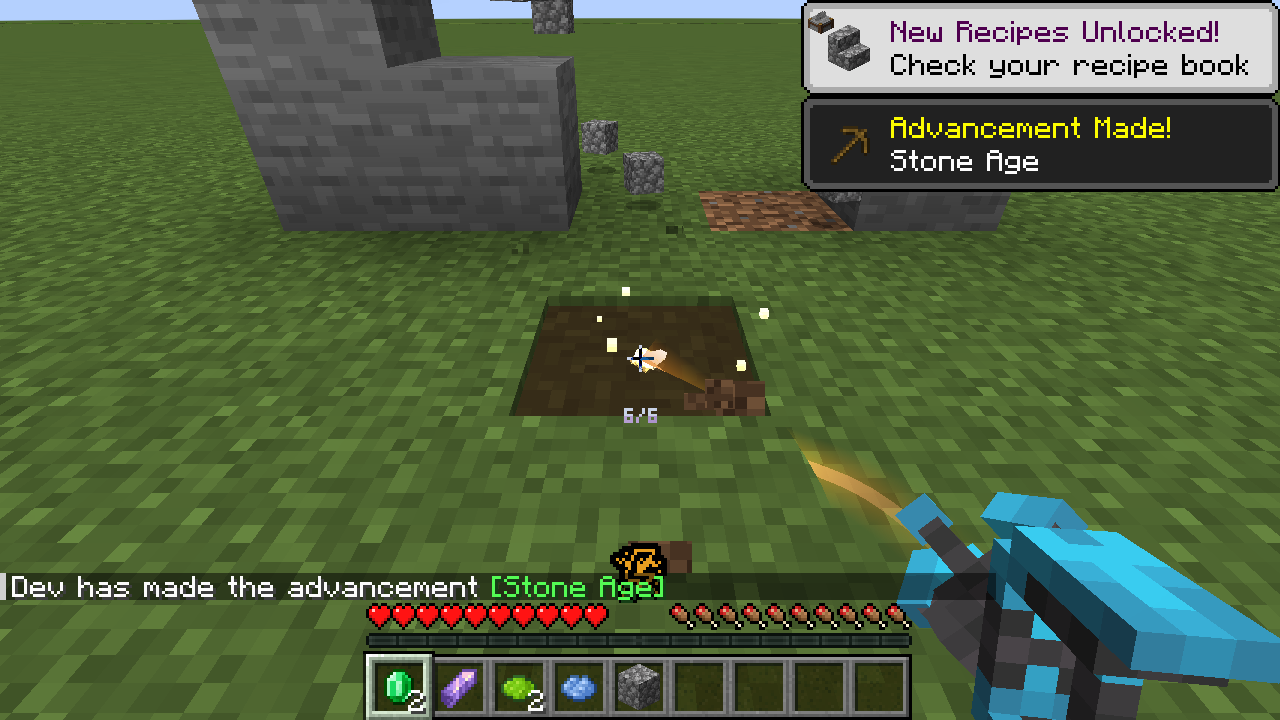 New Recipes Unlocked!
Check your recipe book
Advancement Made!
Stone Age
6/6
Dev has made the advancement [Stone Age]
2
2